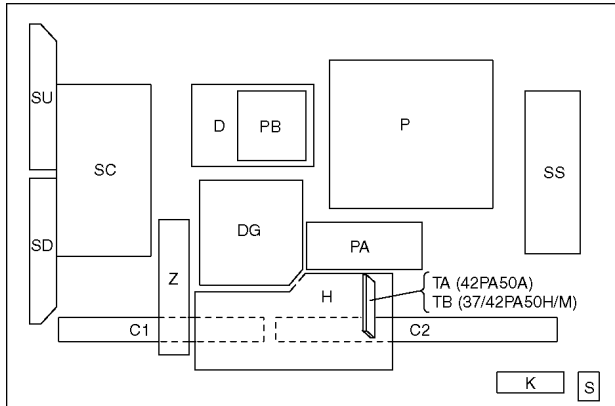 SU
D
PB
P
SC
SS
SD
DG
PA
Z
H
TA (42PA50A)
TB (37/42PA50H/M)
C1
C2
K
S